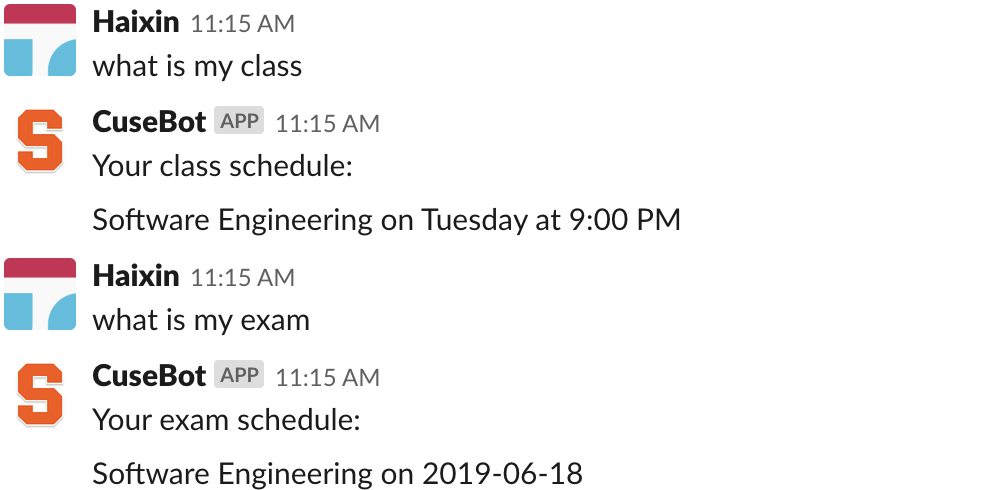 Haixin 11:15 AM
what is my class
S
CuseBot APP 11:15 AM
Your class schedule:
Software Engineering on Tuesday at 9:00 PM
Haixin 11:15 AM
what is my exam
S
CuseBot APP 11:15 AM
Your exam schedule:
Software Engineering on 2019-06-18